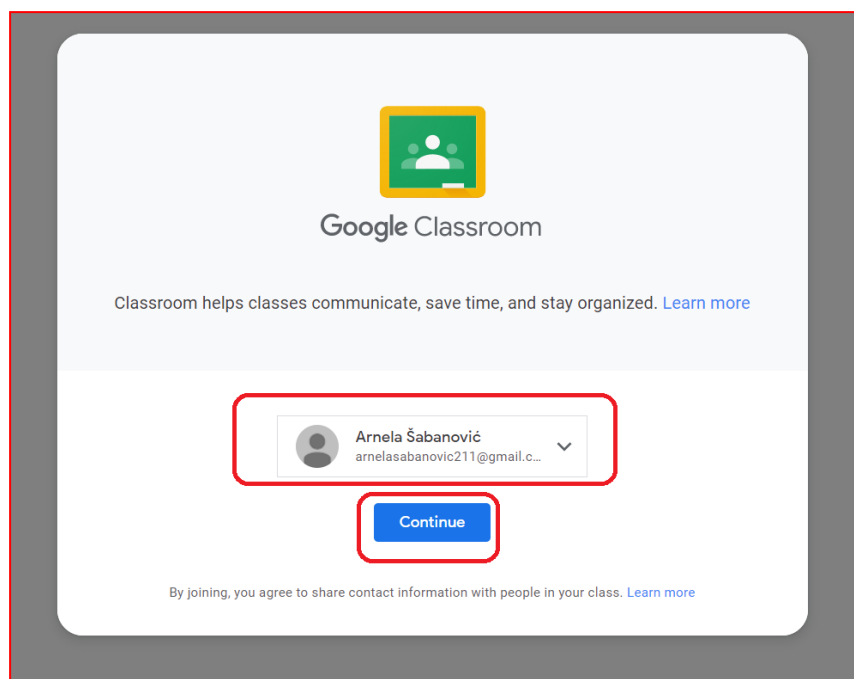 Google Classroom
Classroom helps classes communicate, save time, and stay organized. Learn more
Arnela Šabanović
arnelasabanovic211@gmail.c...
Continue
By joining, you agree to share contact information with people in your class. Learn more